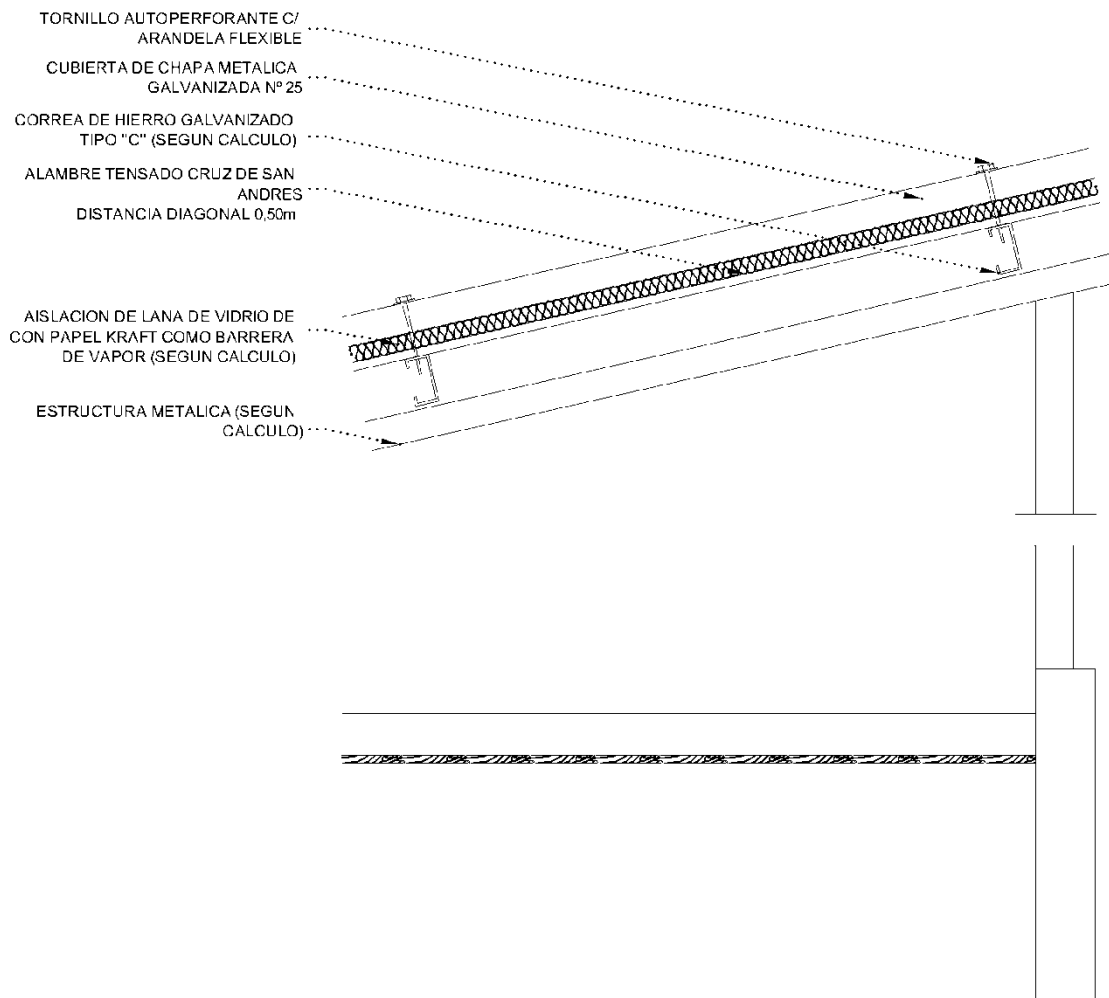 TORNILLO AUTOPERFORANTE C/
ARANDELA FLEXIBLE
CUBIERTA DE CHAPA METALICA
GALVANIZADA Nº 25
CORREA DE HIERRO GALVANIZADO
TIPO "C" (SEGUN CALCULO)
ALAMBRE TENSADO CRUZ DE SAN
ANDRES
DISTANCIA DIAGONAL 0,50m
AISLACION DE LANA DE VIDRIO DE
CON PAPEL KRAFT COMO BARRERA
DE VAPOR (SEGUN CALCULO)
ESTRUCTURA METALICA (SEGUN
CALCULO)